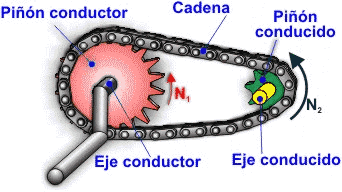 Piñón conductor
Cadena
Piñón
conducido
N1
N2
Eje conductor
Eje conducido